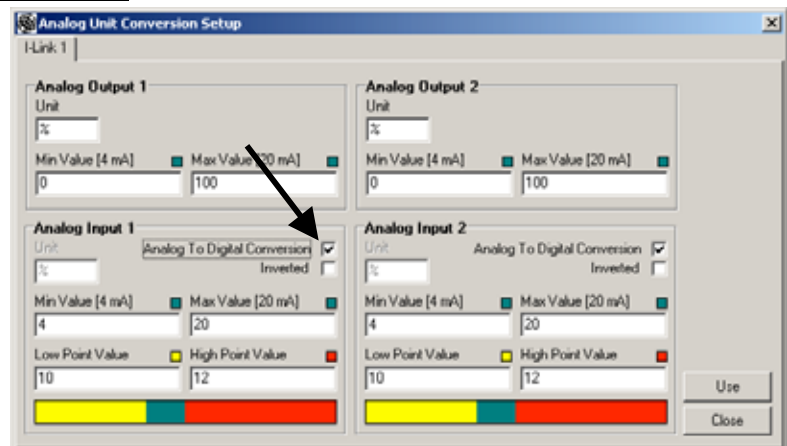 Analog Unit Conversion Setup
I-Link 1
Analog Output 1
Unit
%
Min Value [4 mA] Max Value [20 mA]
0 100
Analog Output 2
Unit
%
Min Value [4 mA] Max Value [20 mA]
0 100
Analog Input 1
Unit Analog To Digital Conversion
% Inverted
Min Value [4 mA] Max Value [20 mA]
4 20
Low Point Value High Point Value
10 12
Analog Input 2
Unit Analog To Digital Conversion
% Inverted
Min Value [4 mA] Max Value [20 mA]
4 20
Low Point Value High Point Value
10 12
Use
Close